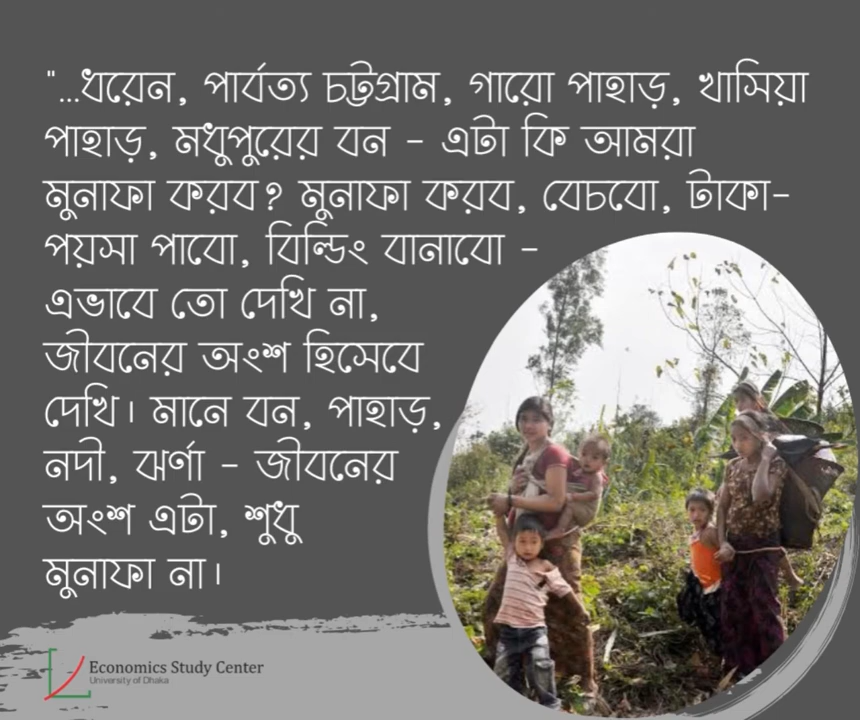 "...ধরেন, পার্বত্য চট্টগ্রাম, গারো পাহাড়, খাসিয়া
পাহাড়, মধুপুরের বন - এটা কি আমরা
মুনাফা করব? মুনাফা করব, বেচবো, টাকা-
পয়সা পাবো, বিল্ডিং বানাবো -
এভাবে তো দেখি না,
জীবনের অংশ হিসেবে
দেখি। মানে বন, পাহাড়,
নদী, ঝর্ণা - জীবনের
অংশ এটা, শুধু
মুনাফা না।
Economics Study Center
University of Dhaka